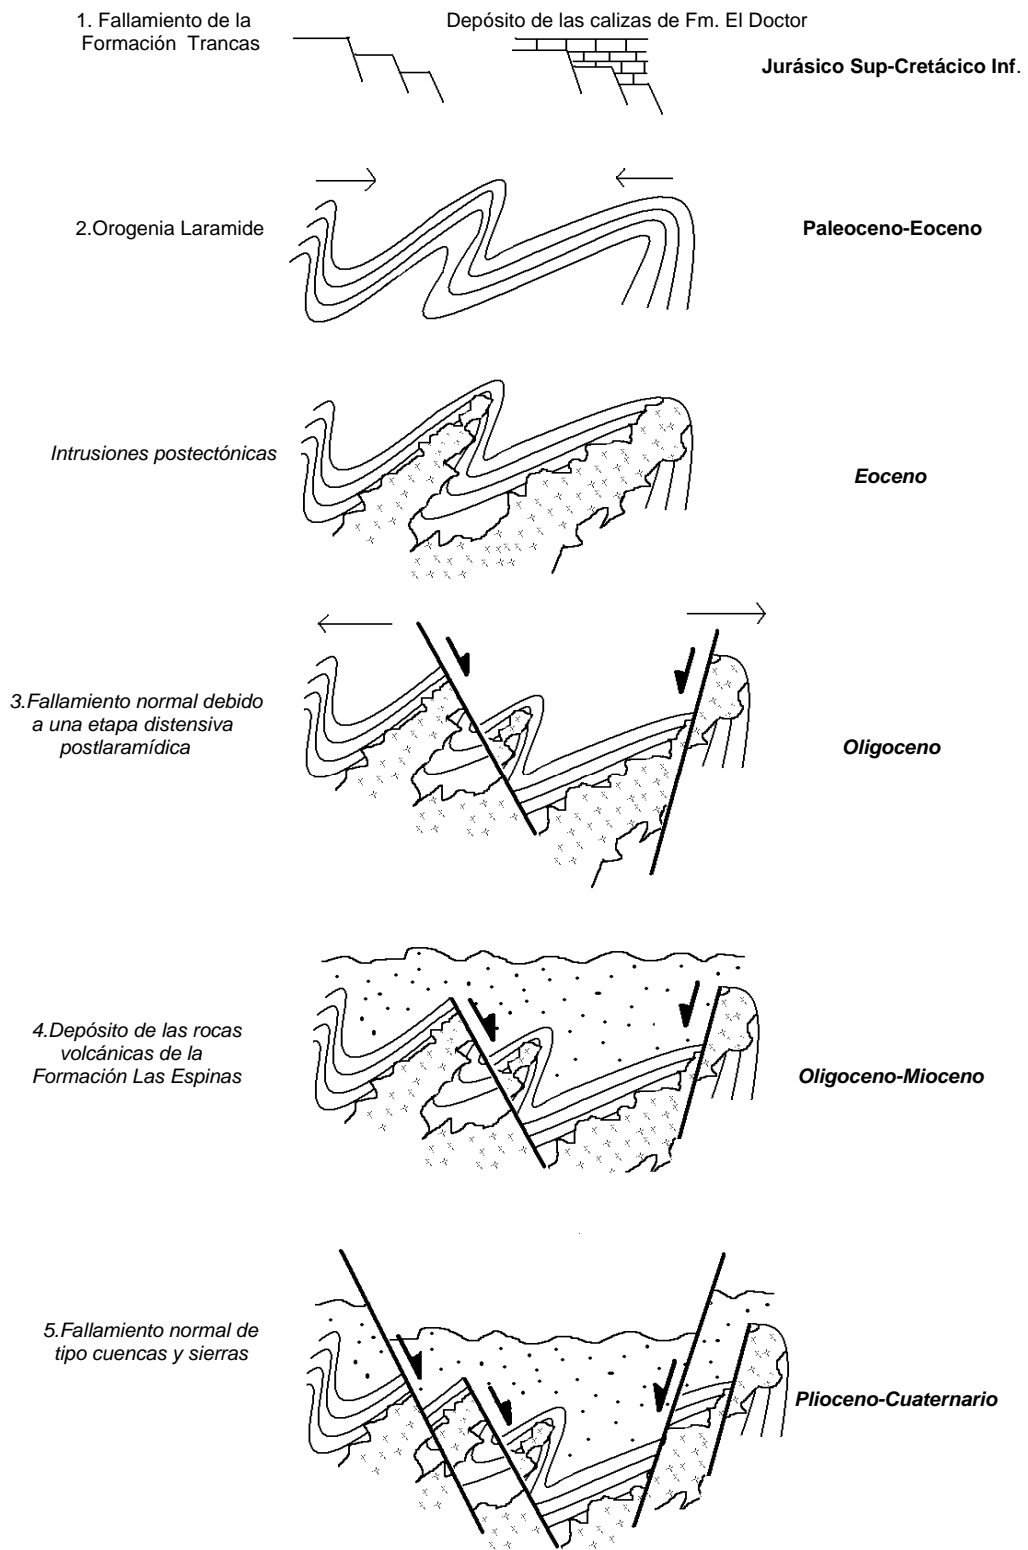 1. Fallamiento de la
Formación Trancas
Depósito de las calizas de Fm. El Doctor
Jurásico Sup-Cretácico Inf.
2.Orogenia Laramide
Paleoceno-Eoceno
Intrusiones postectónicas
Eoceno
3.Fallamiento normal debido
a una etapa distensiva
postlaramídica
Oligoceno
4.Depósito de las rocas
volcánicas de la
Formación Las Espinas
Oligoceno-Mioceno
5.Fallamiento normal de
tipo cuencas y sierras
Plioceno-Cuaternario